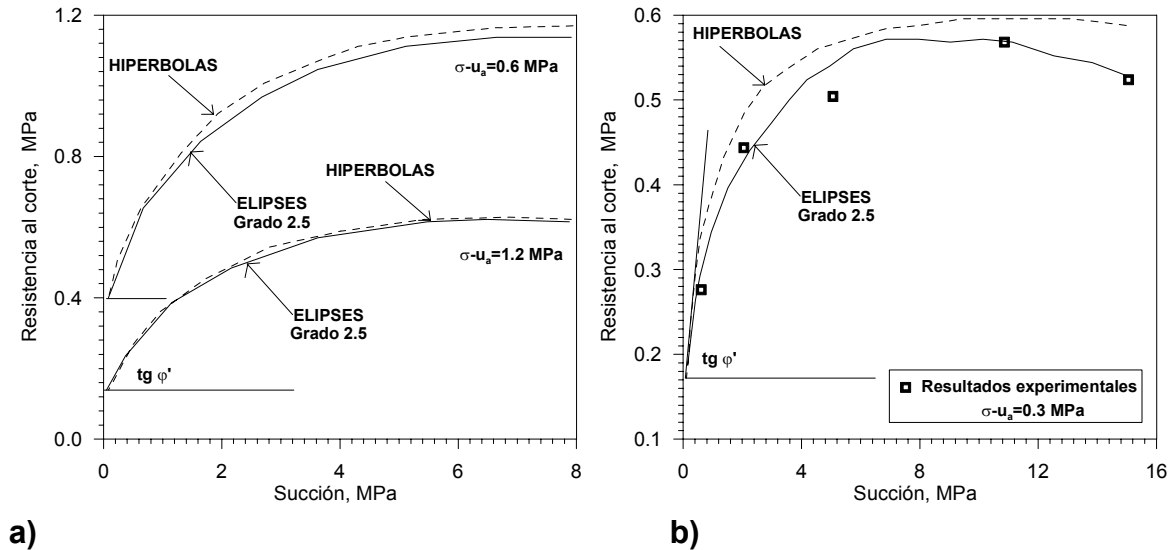 1.2
0.8
0.4
0.0
Resistencia al corte, MPa
HIPERBOLAS
σ-ua=0.6 MPa
HIPERBOLAS
ELIPSES
Grado 2.5
σ-ua=1.2 MPa
ELIPSES
Grado 2.5
tg φ'
0 2 4 6 8
Succión, MPa
a)
0.6
0.5
0.4
0.3
0.2
0.1
Resistencia al corte, MPa
HIPERBOLAS
ELIPSES
Grado 2.5
tg φ'
Resultados experimentales
σ-ua=0.3 MPa
0 4 8 12 16
Succión, MPa
b)